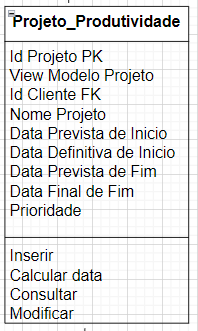 Projeto_Produtividade
Id Projeto PK
View Modelo Projeto
Id Cliente FK
Nome Projeto
Data Prevista de Inicio
Data Definitiva de Inicio
Data Prevista de Fim
Data Final de Fim
Prioridade
Inserir
Calcular data
Consultar
Modificar